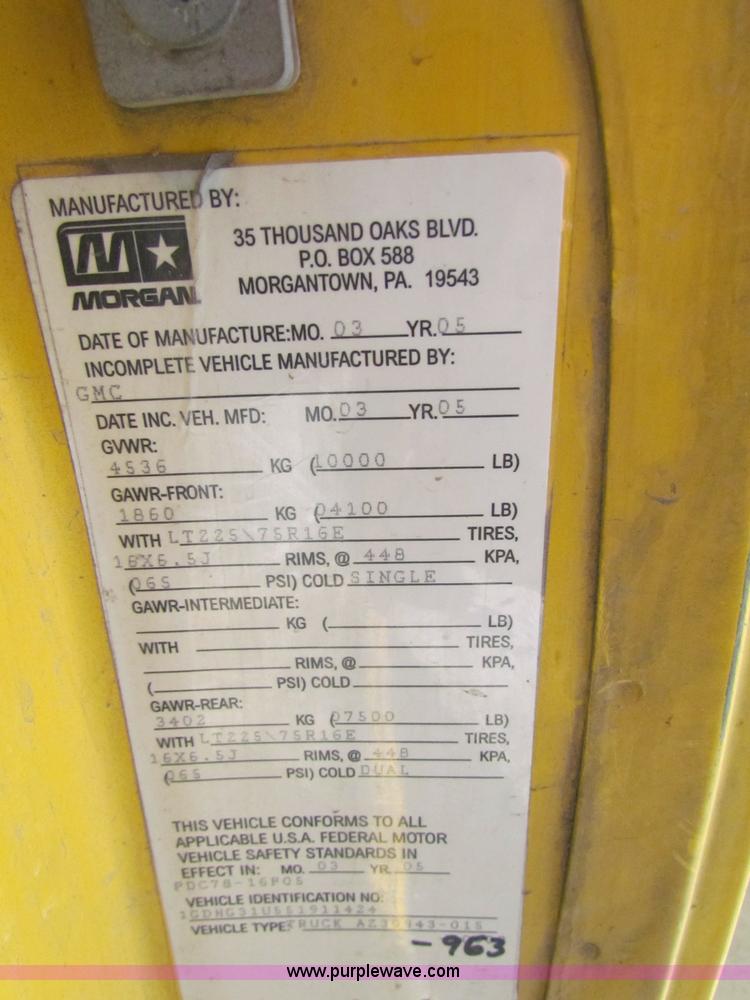 MANUFACTURED BY:
MORGAN
35 THOUSAND OAKS BLVD.
P.O. BOX 588
MORGANTOWN, PA. 19543
DATE OF MANUFACTURE:MO. 03 YR.05
INCOMPLETE VEHICLE MANUFACTURED BY:
GMC
DATE INC. VEH. MFD: MO.03 YR.05
GVWR:
4536 KG (10000 LB)
GAWR-FRONT:
1860 KG (04100 LB)
WITH LT225\75R16E TIRES,
16X6.5J RIMS, @ 448 KPA,
(065 PSI) COLD SINGLE
GAWR-INTERMEDIATE:
KG ( LB)
WITH TIRES,
RIMS, @ KPA,
( PSI) COLD
GAWR-REAR:
3402 KG (07500 LB)
WITH LT225\75R16E TIRES,
16X6.5J RIMS, @ 448 KPA,
(065 PSI) COLD DUAL
THIS VEHICLE CONFORMS TO ALL
APPLICABLE U.S.A. FEDERAL MOTOR
VEHICLE SAFETY STANDARDS IN
EFFECT IN: MO. 03 YR. 05
VEHICLE IDENTIFICATION NO:
VEHICLE TYPE: TRUCK
-963
www.purplewave.com